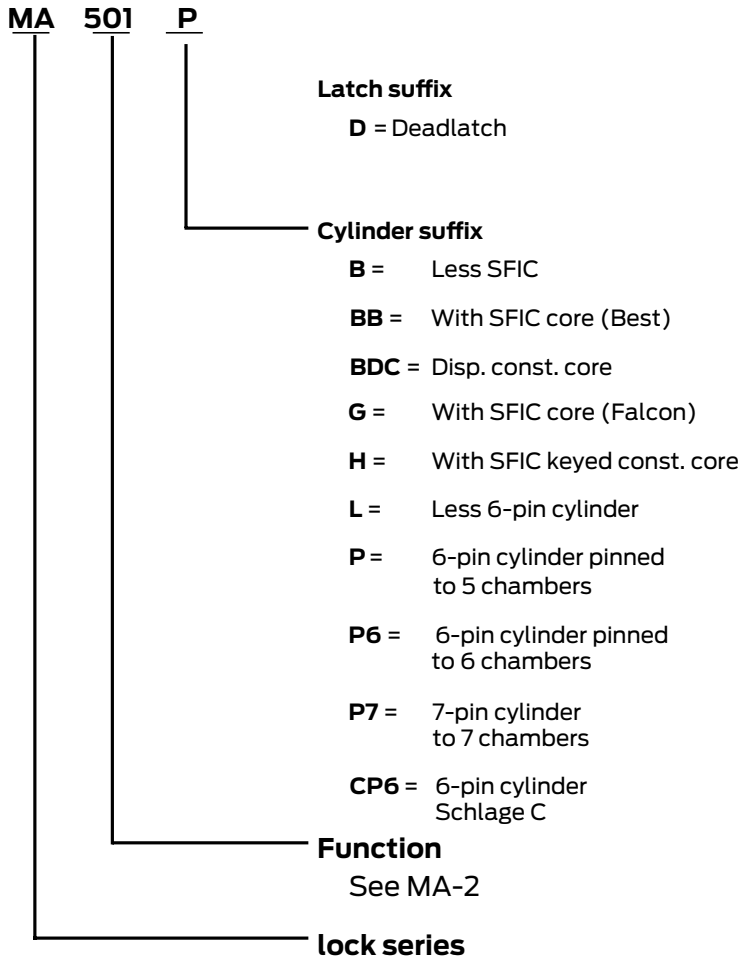 MA 501 P
Latch suffix
D = Deadlatch
Cylinder suffix
B = Less SFIC
BB = With SFIC core (Best)
BDC = Disp. const. core
G = With SFIC core (Falcon)
H = With SFIC keyed const. core
L = Less 6-pin cylinder
P = 6-pin cylinder pinned
to 5 chambers
P6 = 6-pin cylinder pinned
to 6 chambers
P7 = 7-pin cylinder
to 7 chambers
CP6 = 6-pin cylinder
Schlage C
Function
See MA-2
lock series